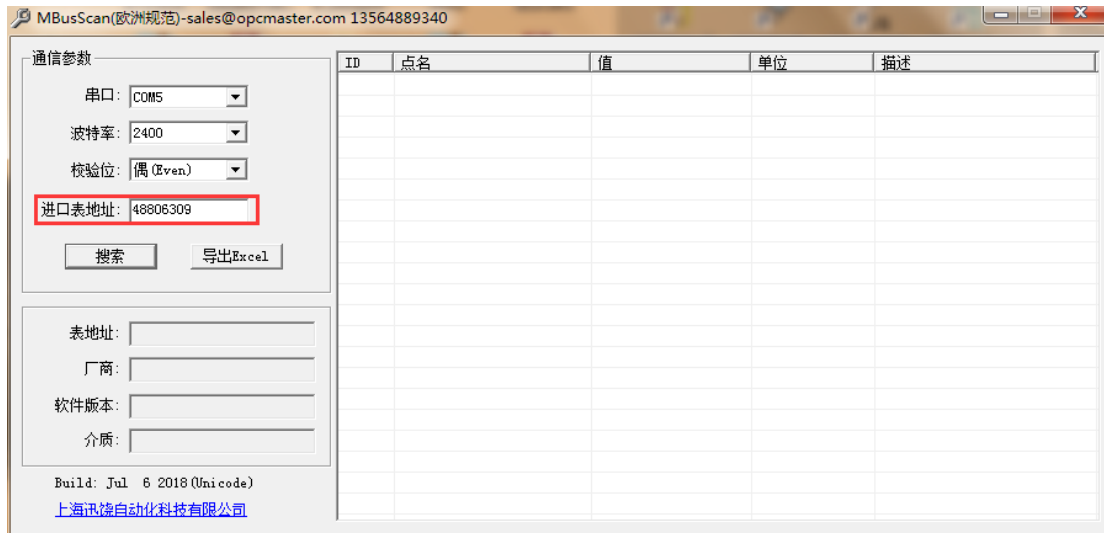 MBusScan(欧洲规范)-sales@opcmaster.com 13564889340
通信参数
串口: COM5
波特率: 2400
校验位: 偶(Even)
进口表地址: 48806309
搜索 导出Excel
ID 点名 值 单位 描述
表地址:
厂商:
软件版本:
介质:
Build: Jul 6 2018(Unicode)
上海迅饶自动化科技有限公司